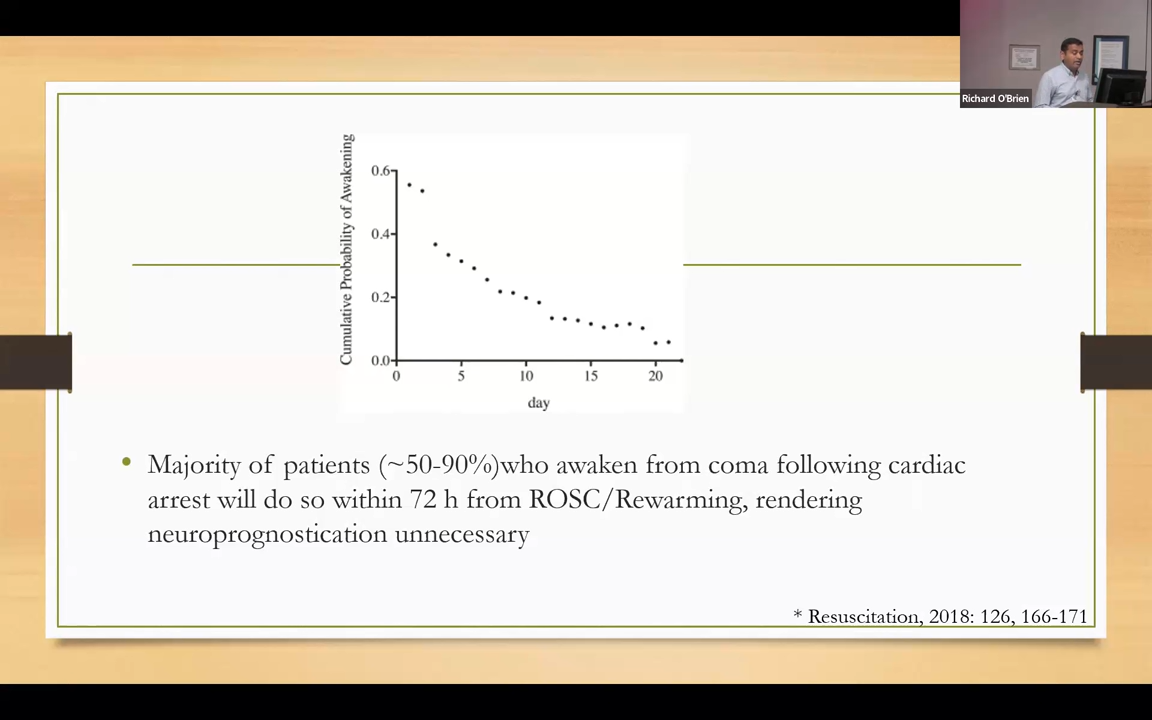 Richard O'Brien
Cumulative Probability of Awakening
0.6
0.4
0.2
0.0
0 5 10 15 20
day
• Majority of patients (~50-90%)who awaken from coma following cardiac
arrest will do so within 72 h from ROSC/Rewarming, rendering
neuroprognostication unnecessary
* Resuscitation, 2018: 126, 166-171